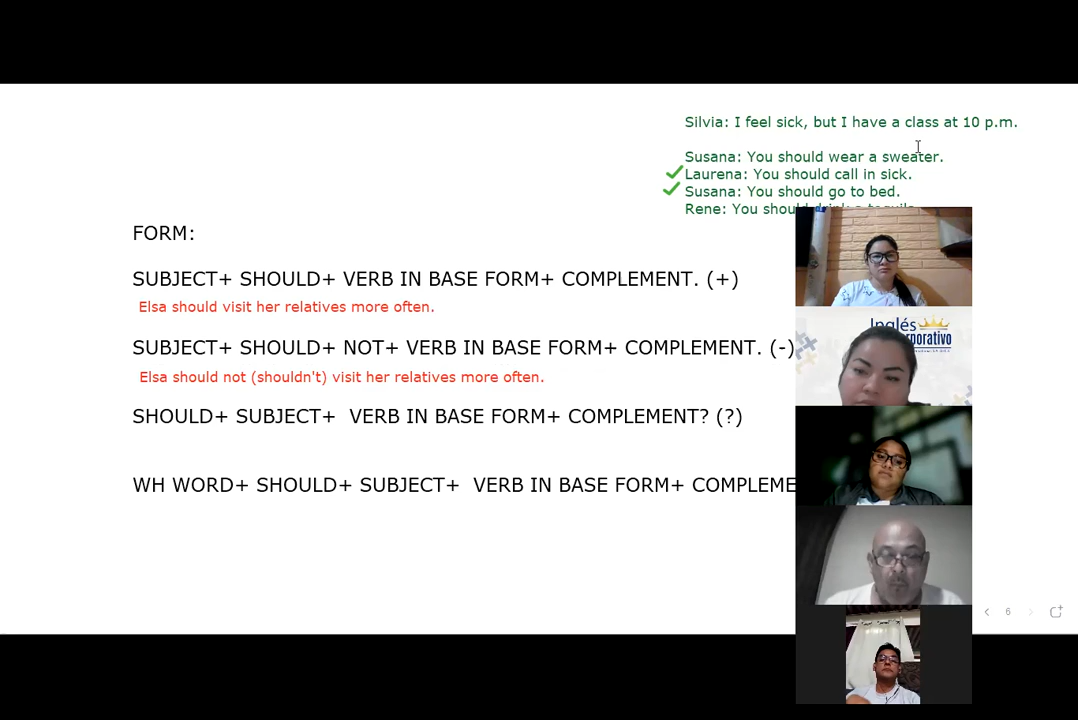 Silvia: I feel sick, but I have a class at 10 p.m.
Susana: You should wear a sweater.
Laurena: You should call in sick.
Susana: You should go to bed.
Rene: You should drink a tequila
FORM:
SUBJECT+ SHOULD+ VERB IN BASE FORM+ COMPLEMENT. (+)
Elsa should visit her relatives more often.
SUBJECT+ SHOULD+ NOT+ VERB IN BASE FORM+ COMPLEMENT. (-)
Elsa should not (shouldn't) visit her relatives more often.
SHOULD+ SUBJECT+ VERB IN BASE FORM+ COMPLEMENT? (?)
WH WORD+ SHOULD+ SUBJECT+ VERB IN BASE FORM+ COMPLEME
Inglés
orporativo
6